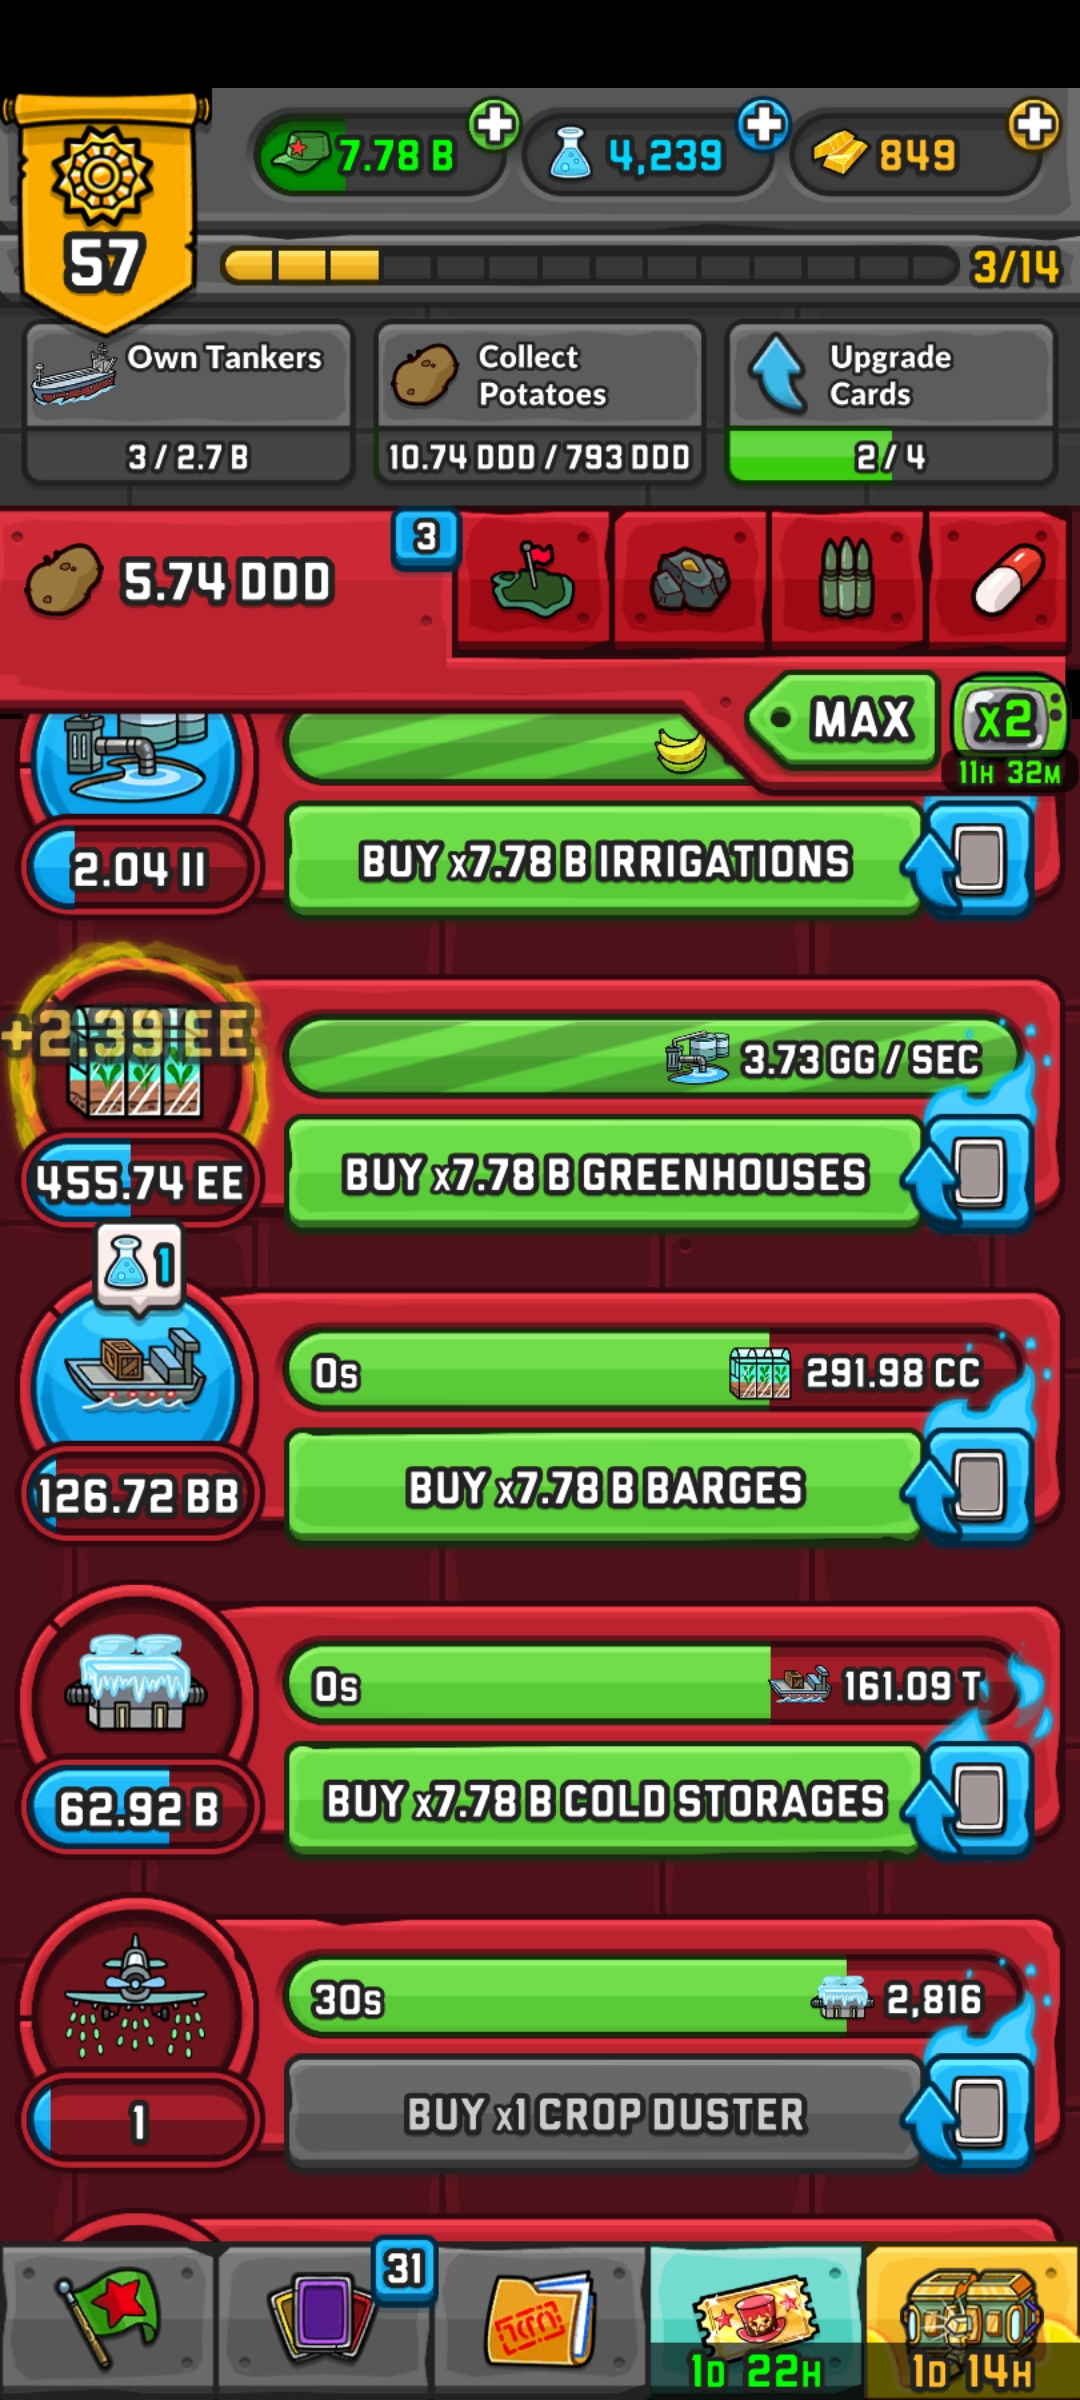 7.78 B
4,239
849
57
3/14
Own Tankers
3 / 2.7 B
Collect
Potatoes
10.74 DDD / 793 DDD
Upgrade
Cards
2 / 4
5.74 DDD
3
MAX
x2
11H 32M
2.04 II
BUY x7.78 B IRRIGATIONS
+2.39 EE
3.73 GG / SEC
455.74 EE
BUY x7.78 B GREENHOUSES
1
0s
291.98 CC
126.72 BB
BUY x7.78 B BARGES
0s
161.09 T
62.92 B
BUY x7.78 B COLD STORAGES
30s
2,816
1
BUY x1 CROP DUSTER
31
1D 22H
1D 14H